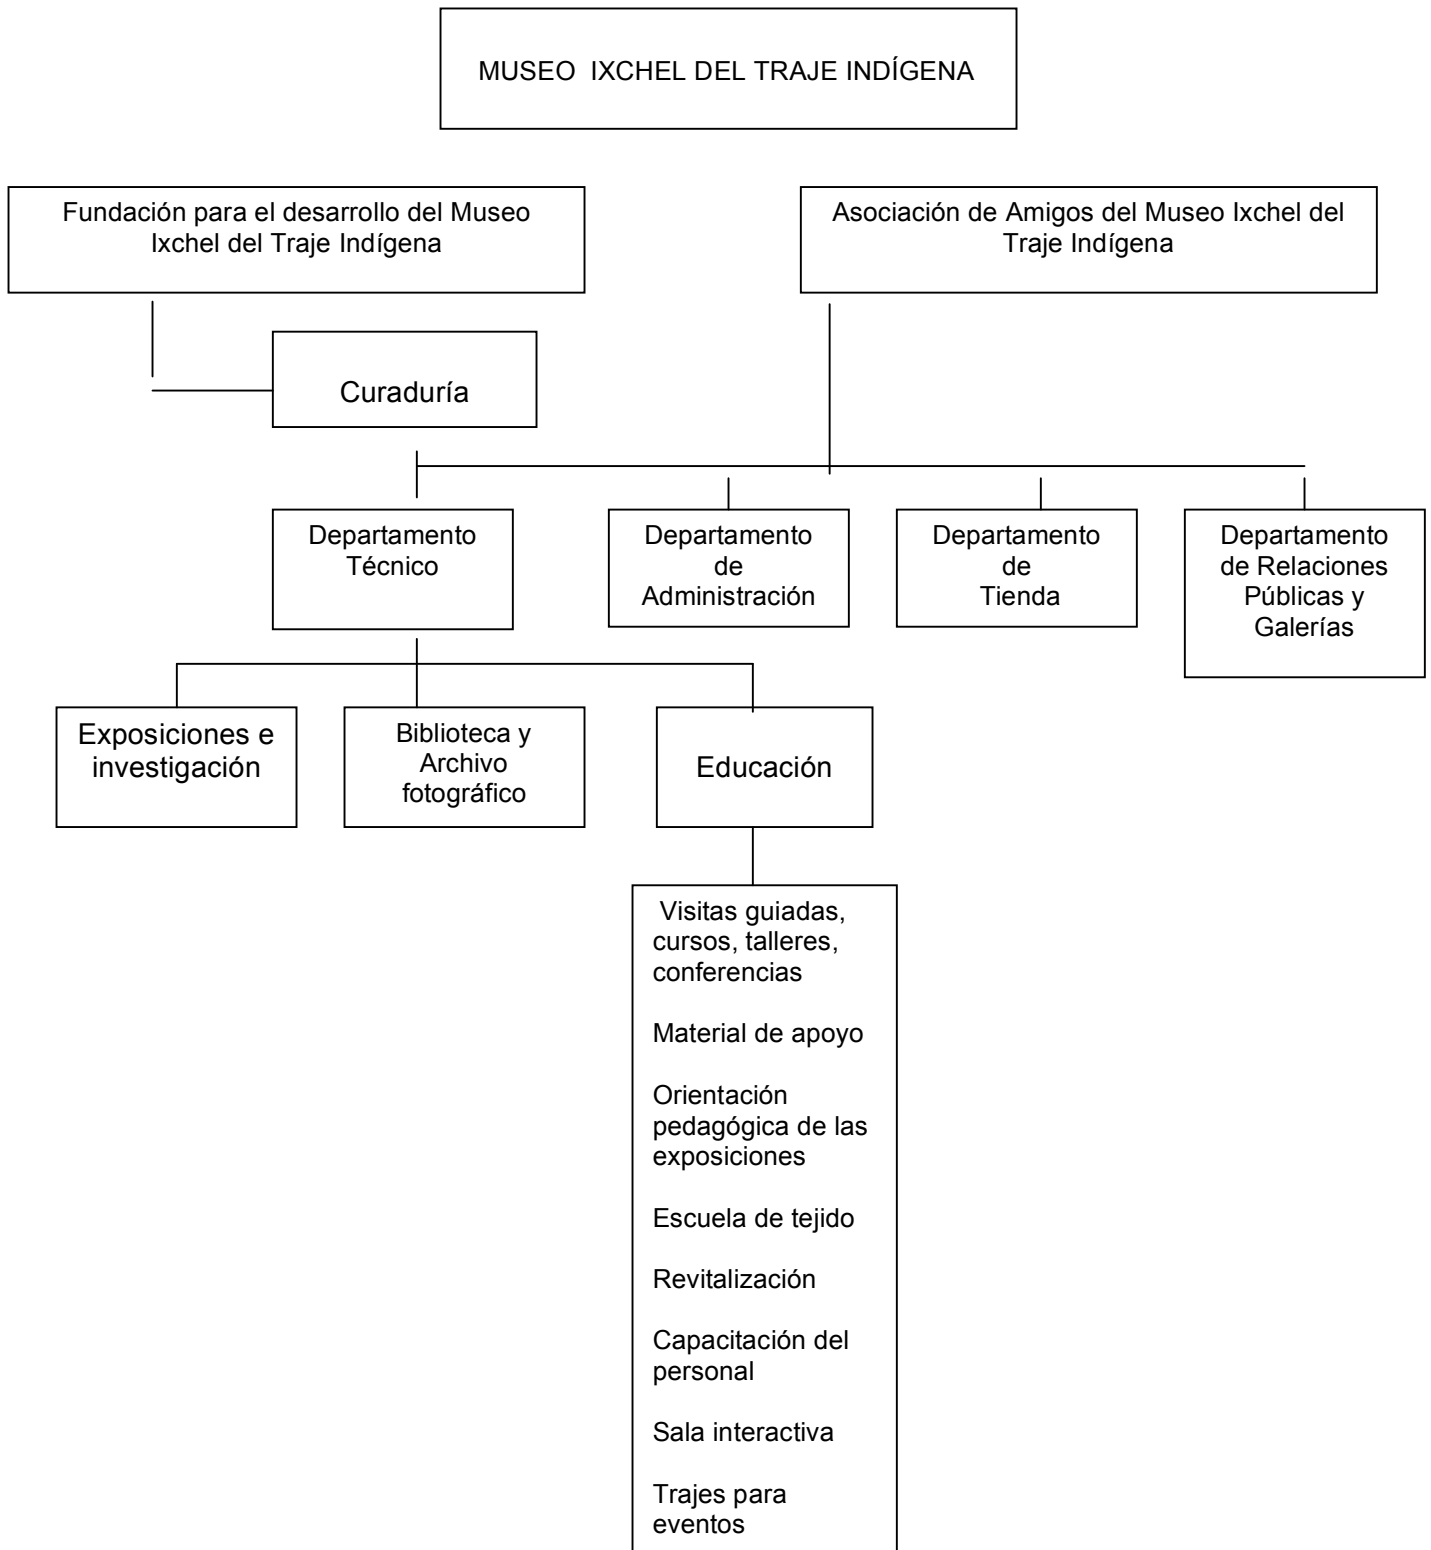 MUSEO  IXCHEL DEL TRAJE INDÍGENA
Fundación para el desarrollo del Museo
Ixchel del Traje Indígena
Asociación de Amigos del Museo Ixchel del
Traje Indígena
Curaduría
Departamento
Técnico
Departamento
de
Administración
Departamento
de
Tienda
Departamento
de Relaciones
Públicas y
Galerías
Exposiciones e
investigación
Biblioteca y
Archivo
fotográfico
Educación
Visitas guiadas,
cursos, talleres,
conferencias
Material de apoyo
Orientación
pedagógica de las
exposiciones
Escuela de tejido
Revitalización
Capacitación del
personal
Sala interactiva
Trajes para
eventos